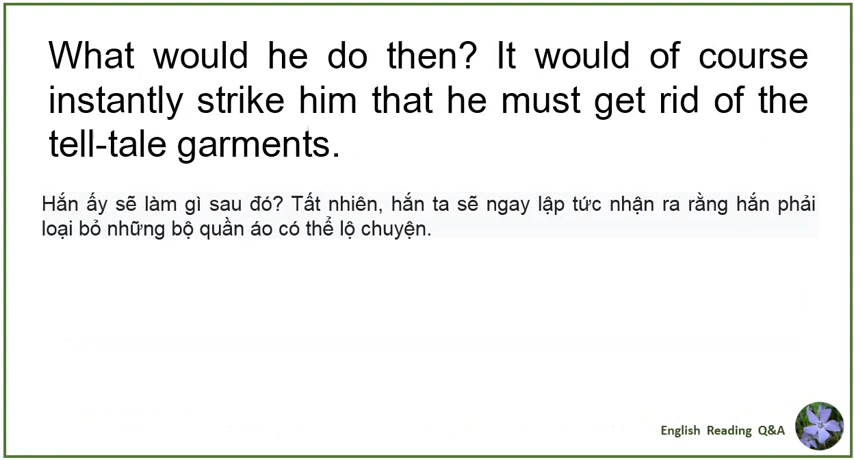 What would he do then? It would of course
instantly strike him that he must get rid of the
tell-tale garments.
Hắn ấy sẽ làm gì sau đó? Tất nhiên, hắn ta sẽ ngay lập tức nhận ra rằng hắn phải
loại bỏ những bộ quần áo có thể lộ chuyện.
English Reading Q&A